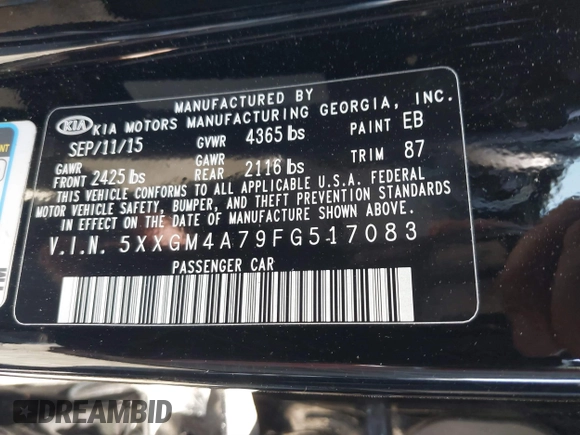 MANUFACTURED BY
KIA KIA MOTORS MANUFACTURING GEORGIA, INC.
SEP/11/15 GVWR 4365 lbs PAINT EB
GAWR FRONT 2425 lbs GAWR REAR 2116 lbs TRIM 87
THIS VEHICLE CONFORMS TO ALL APPLICABLE U.S.A. FEDERAL
MOTOR VEHICLE SAFETY, BUMPER, AND THEFT PREVENTION STANDARDS
IN EFFECT ON THE DATE OF MANUFACTURE SHOWN ABOVE.
V.I.N. 5XXGM4A79FG517083
PASSENGER CAR
DREAMBID